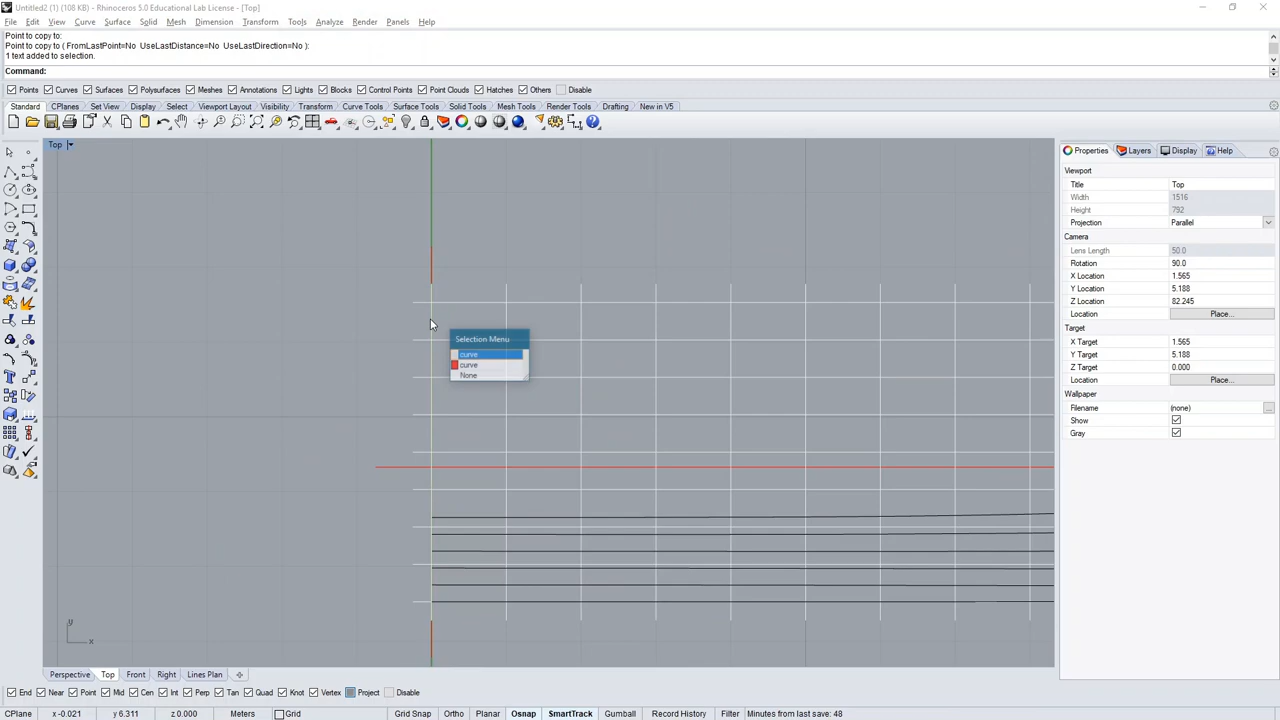 Untitled2 (1) (108 KB) - Rhinoceros 5.0 Educational Lab License - [Top]
File Edit View Curve Surface Solid Mesh Dimension Transform Tools Analyze Render Panels Help
Point to copy to:
Point to copy to ( FromLastPoint=No UseLastDistance=No UseLastDirection=No ):
1 text added to selection.
Command:
Points Curves Surfaces Polysurfaces Meshes Annotations Lights Blocks Control Points Point Clouds Hatches Others Disable
Standard CPlanes Set View Display Select Viewport Layout Visibility Transform Curve Tools Surface Tools Solid Tools Mesh Tools Render Tools Drafting New in V5
Top
Selection Menu
curve
curve
None
y
x
Properties Layers Display Help
Viewport
Title Top
Width 1516
Height 792
Projection Parallel
Camera
Lens Length 50.0
Rotation 90.0
X Location 1.565
Y Location 5.188
Z Location 82.245
Location Place...
Target
X Target 1.565
Y Target 5.188
Z Target 0.000
Location Place...
Wallpaper
Filename (none) ...
Show
Gray
Perspective Top Front Right Lines Plan
End Near Point Mid Cen Int Perp Tan Quad Knot Vertex Project Disable
CPlane x -0.021 y 6.311 z 0.000 Meters Grid Grid Snap Ortho Planar Osnap SmartTrack Gumball Record History Filter Minutes from last save: 48